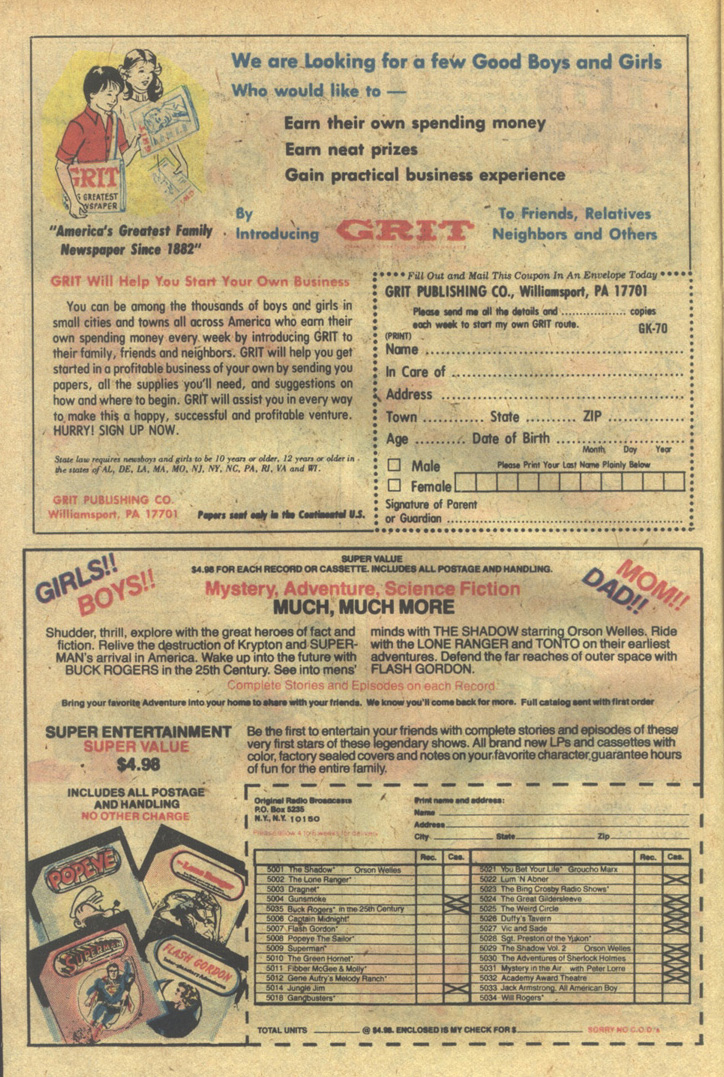 We are Looking for a few Good Boys and Girls
Who would like to —
Earn their own spending money
Earn neat prizes
Gain practical business experience
GRIT
GREATEST
NEWSPAPER
"America's Greatest Family
Newspaper Since 1882"
By
Introducing
GRIT
To Friends, Relatives
Neighbors and Others
GRIT Will Help You Start Your Own Business
You can be among the thousands of boys and girls in
small cities and towns all across America who earn their
own spending money every week by introducing GRIT to
their family, friends and neighbors. GRIT will help you get
started in a profitable business of your own by sending you
papers, all the supplies you'll need, and suggestions on
how and where to begin. GRIT will assist you in every way
to make this a happy, successful and profitable venture.
HURRY! SIGN UP NOW.
State law requires newsboys and girls to be 10 years or older, 12 years or older in
the states of AL, DE, IA, MA, MO, NJ, NY, NC, PA, RI, VA and WI.
GRIT PUBLISHING CO.
Williamsport, PA 17701
Papers sent only in the Continental U.S.
Fill Out and Mail This Coupon In An Envelope Today
GRIT PUBLISHING CO., Williamsport, PA 17701
Please send me all the details and ................ copies
each week to start my own GRIT route.
GK-70
(PRINT)
Name
In Care of
Address
Town ............ State .......... ZIP
Age .......... Date of Birth
Month Day Year
Male
Please Print Your Last Name Plainly Below
Female
Signature of Parent
or Guardian
GIRLS!!
BOYS!!
SUPER VALUE
$4.98 FOR EACH RECORD OR CASSETTE. INCLUDES ALL POSTAGE AND HANDLING.
Mystery, Adventure, Science Fiction
MUCH, MUCH MORE
MOM!!
DAD!!
Shudder, thrill, explore with the great heroes of fact and
fiction. Relive the destruction of Krypton and SUPER-
MAN's arrival in America. Wake up into the future with
BUCK ROGERS in the 25th Century. See into mens'
minds with THE SHADOW starring Orson Welles. Ride
with the LONE RANGER and TONTO on their earliest
adventures. Defend the far reaches of outer space with
FLASH GORDON.
Complete Stories and Episodes on each Record
Bring your favorite Adventure into your home to share with your friends. We know you'll come back for more. Full catalog sent with first order
SUPER ENTERTAINMENT
SUPER VALUE
$4.98
INCLUDES ALL POSTAGE
AND HANDLING
NO OTHER CHARGE
Be the first to entertain your friends with complete stories and episodes of these
very first stars of these legendary shows. All brand new LPs and cassettes with
color, factory sealed covers and notes on your favorite character, guarantee hours
of fun for the entire family.
POPEYE
The Lone Ranger
SUPERMAN
FLASH GORDON
Original Radio Broadcasts
P.O. Box 5235
N.Y., N.Y. 10150
Print name and address:
Name
Address
City State Zip
Rec. Cas.
5001 The Shadow* Orson Welles
5002 The Lone Ranger*
5003 Dragnet*
5004 Gunsmoke
5035 Buck Rogers* in the 25th Century
5006 Captain Midnight*
5007 Flash Gordon*
5008 Popeye The Sailor*
5009 Superman*
5010 The Green Hornet*
5011 Fibber McGee & Molly*
5012 Gene Autry's Melody Ranch*
5014 Jungle Jim
5018 Gangbusters*
Rec. Cas.
5021 You Bet Your Life* Groucho Marx
5022 Lum 'N Abner
5023 The Bing Crosby Radio Shows*
5024 The Great Gildersleeve
5025 The Weird Circle
5026 Duffy's Tavern
5027 Vic and Sade
5028 Sgt. Preston of the Yukon*
5029 The Shadow Vol. 2 Orson Welles
5030 The Adventures of Sherlock Holmes
5031 Mystery in the Air with Peter Lorre
5032 Academy Award Theatre
5033 Jack Armstrong, All American Boy
5034 Will Rogers*
TOTAL UNITS ________ @ $4.98. ENCLOSED IS MY CHECK FOR $ ________ SORRY NO C.O.D.'s